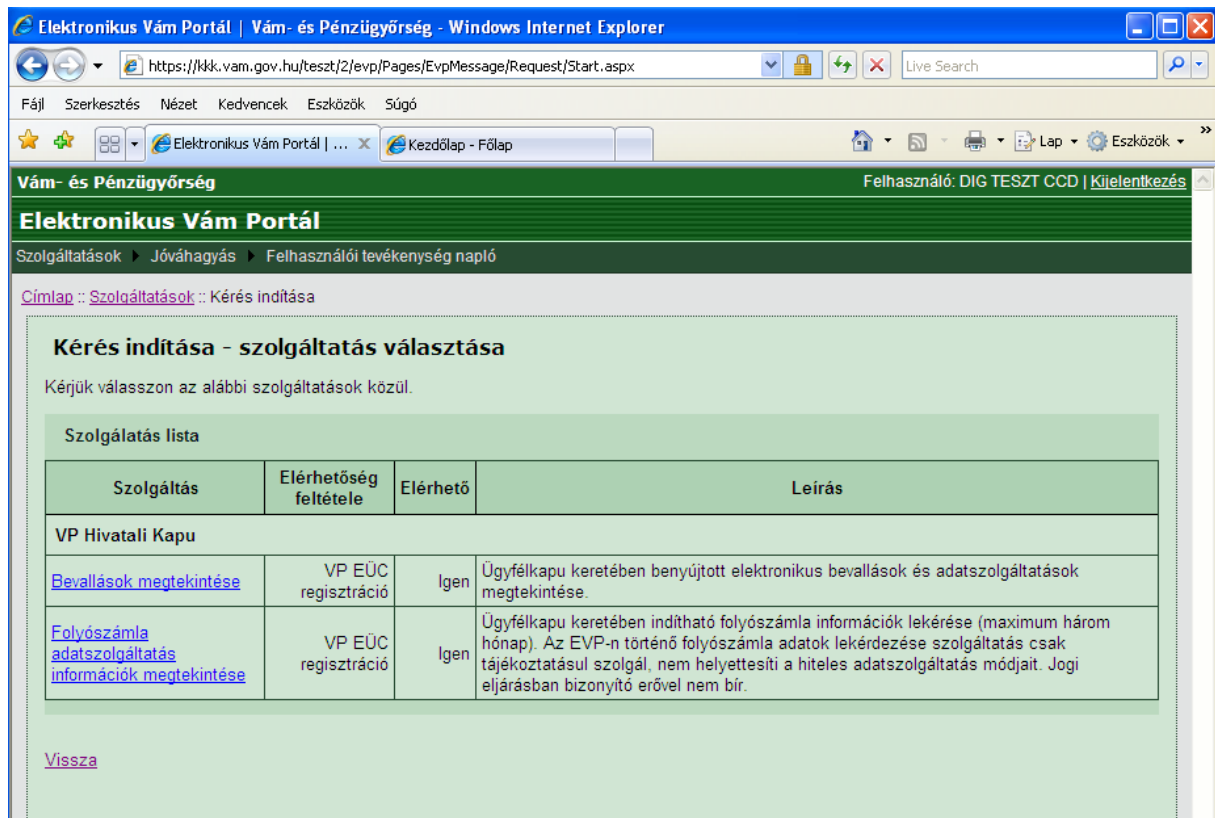 Elektronikus Vám Portál | Vám- és Pénzügyőrség - Windows Internet Explorer
https://kkk.vam.gov.hu/teszt/2/evp/Pages/EvpMessage/Request/Start.aspx
Live Search
Fájl Szerkesztés Nézet Kedvencek Eszközök Súgó
Elektronikus Vám Portál | ... Kezdőlap - Főlap Lap Eszközök »
Vám- és Pénzügyőrség Felhasználó: DIG TESZT CCD | Kijelentkezés
Elektronikus Vám Portál
Szolgáltatások Jóváhagyás Felhasználói tevékenység napló
Címlap :: Szolgáltatások :: Kérés indítása
Kérés indítása - szolgáltatás választása
Kérjük válasszon az alábbi szolgáltatások közül.
Szolgálatás lista
Szolgáltás Elérhetőség feltétele Elérhető Leírás
VP Hivatali Kapu
Bevallások megtekintése
VP EÜC
regisztráció
Igen
Ügyfélkapu keretében benyújtott elektronikus bevallások és adatszolgáltatások
megtekintése.
Folyószámla
adatszolgáltatás
információk megtekintése
VP EÜC
regisztráció
Igen
Ügyfélkapu keretében indítható folyószámla információk lekérése (maximum három
hónap). Az EVP-n történő folyószámla adatok lekérdezése szolgáltatás csak
tájékoztatásul szolgál, nem helyettesíti a hiteles adatszolgáltatás módjait. Jogi
eljárásban bizonyító erővel nem bír.
Vissza